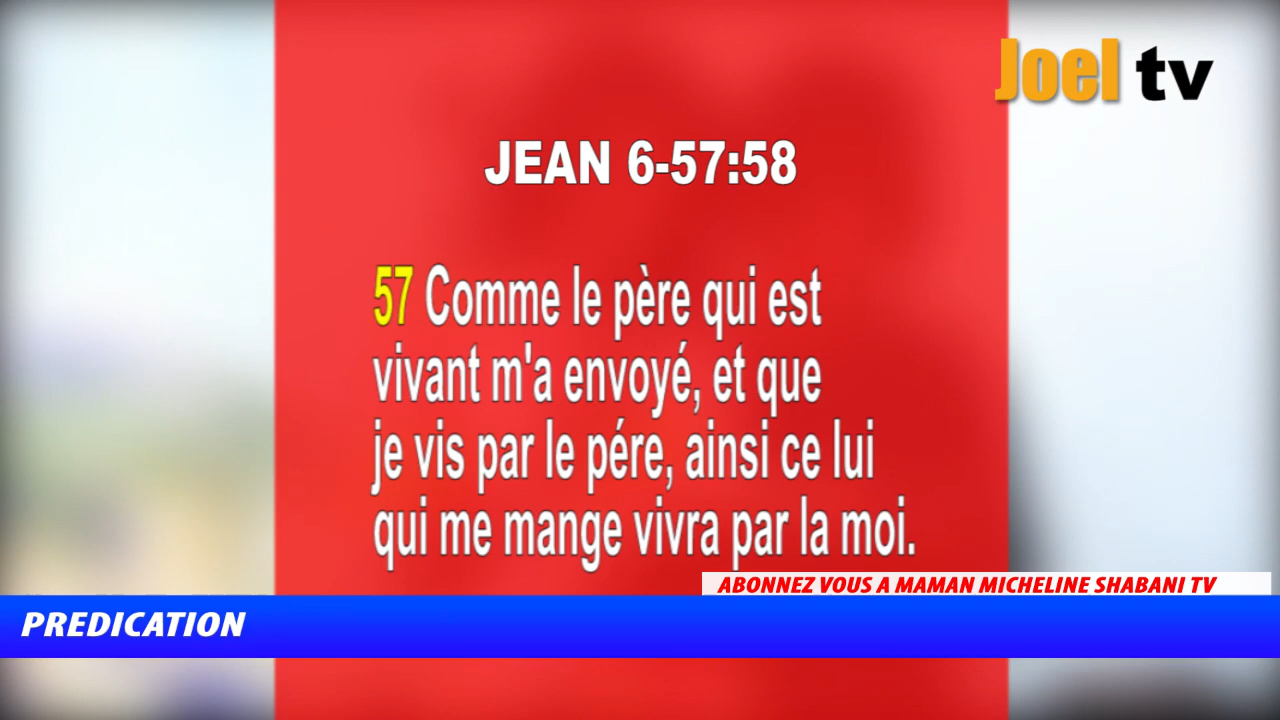 Joel tv
JEAN 6-57:58
57 Comme le père qui est
vivant m'a envoyé, et que
je vis par le pére, ainsi ce lui
qui me mange vivra par la moi.
ABONNEZ VOUS A MAMAN MICHELINE SHABANI TV
PREDICATION